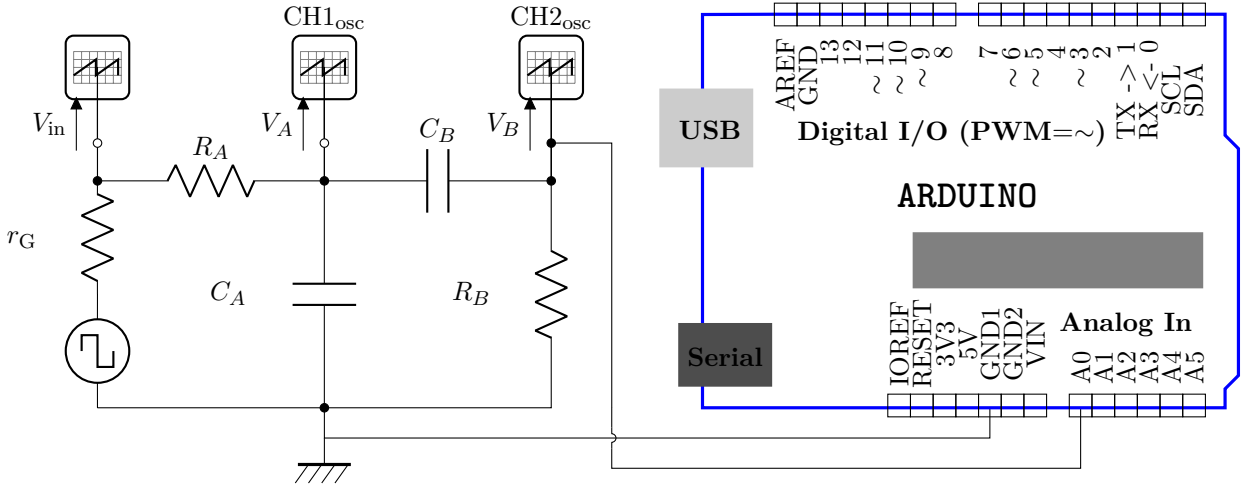 CH1osc
CH2osc
Vin
VA
VB
CB
RA
rG
CA
RB
AREF
GND
13
12
~ 11
~ 10
~ 9
8
7
~ 6
~ 5
4
~ 3
2
TX -> 1
RX <- 0
SCL
SDA
USB
Digital I/O (PWM=~)
ARDUINO
Serial
IOREF
RESET
3V3
5V
GND1
GND2
VIN
Analog In
A0
A1
A2
A3
A4
A5